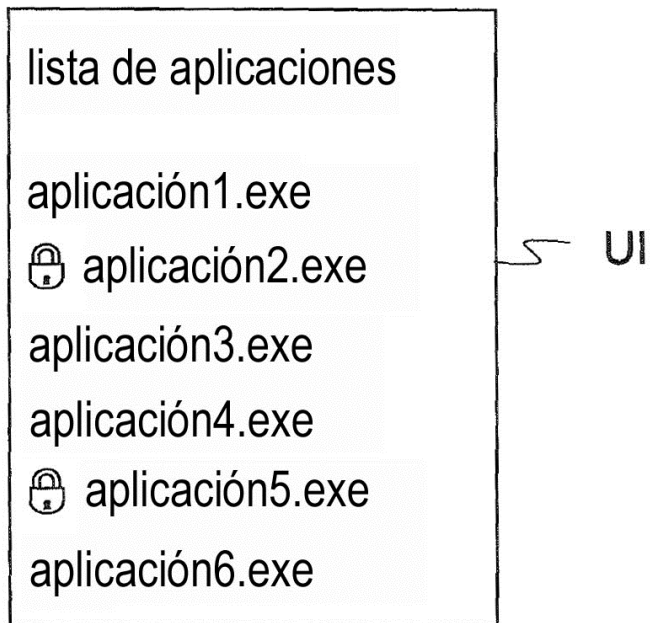 lista de aplicaciones
aplicación1.exe
aplicación2.exe
UI
aplicación3.exe
aplicación4.exe
aplicación5.exe
aplicación6.exe